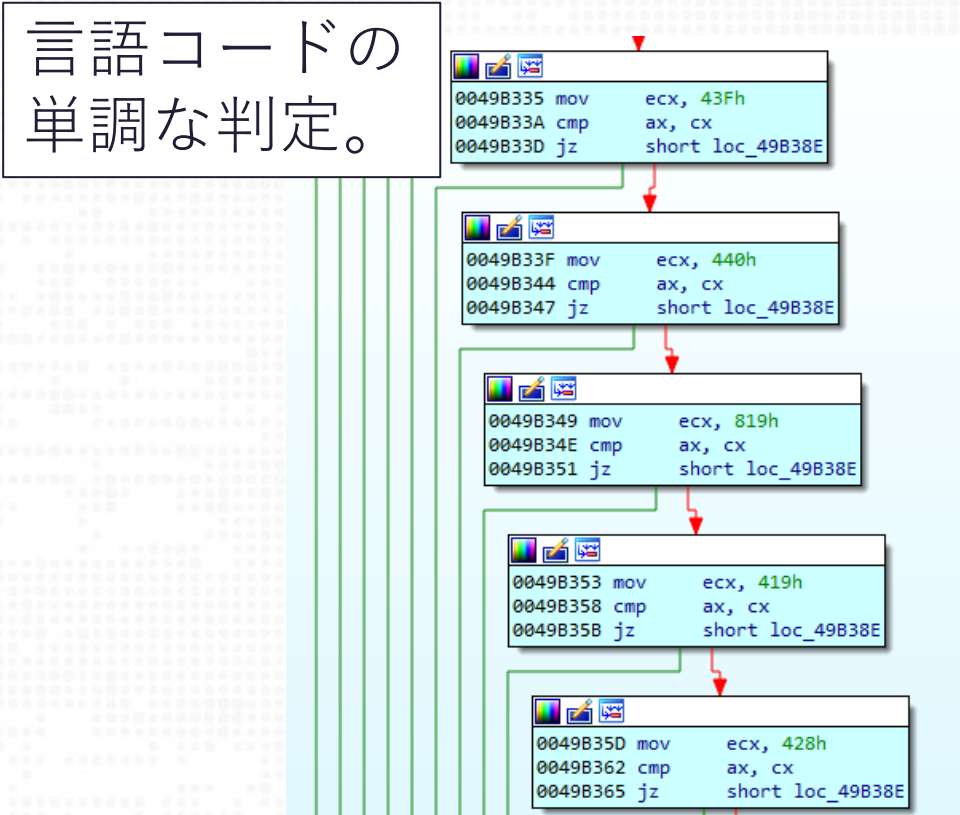 言語コードの
単調な判定。
0049B335 mov ecx, 43Fh
0049B33A cmp ax, cx
0049B33D jz short loc_49B38E
0049B33F mov ecx, 440h
0049B344 cmp ax, cx
0049B347 jz short loc_49B38E
0049B349 mov ecx, 819h
0049B34E cmp ax, cx
0049B351 jz short loc_49B38E
0049B353 mov ecx, 419h
0049B358 cmp ax, cx
0049B35B jz short loc_49B38E
0049B35D mov ecx, 428h
0049B362 cmp ax, cx
0049B365 jz short loc_49B38E